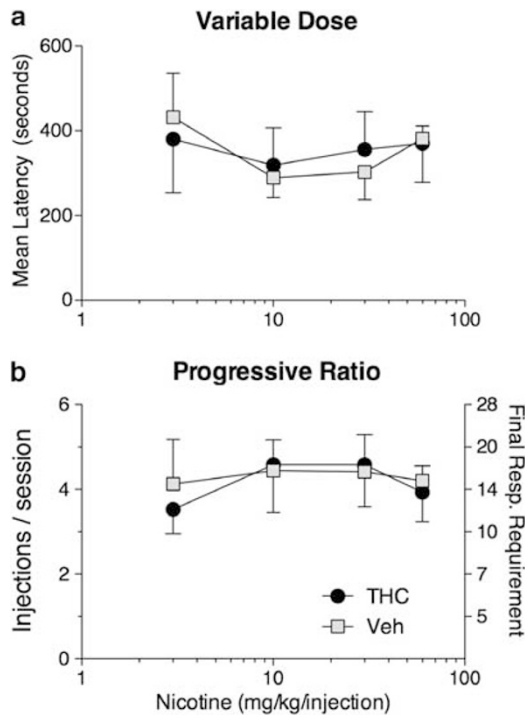 a
Variable Dose
600
400
200
0
Mean Latency (seconds)
1
10
100
b
Progressive Ratio
6
4
2
0
Injections / session
28
20
14
10
7
5
Final Resp. Requirement
THC
Veh
1
10
100
Nicotine (mg/kg/injection)